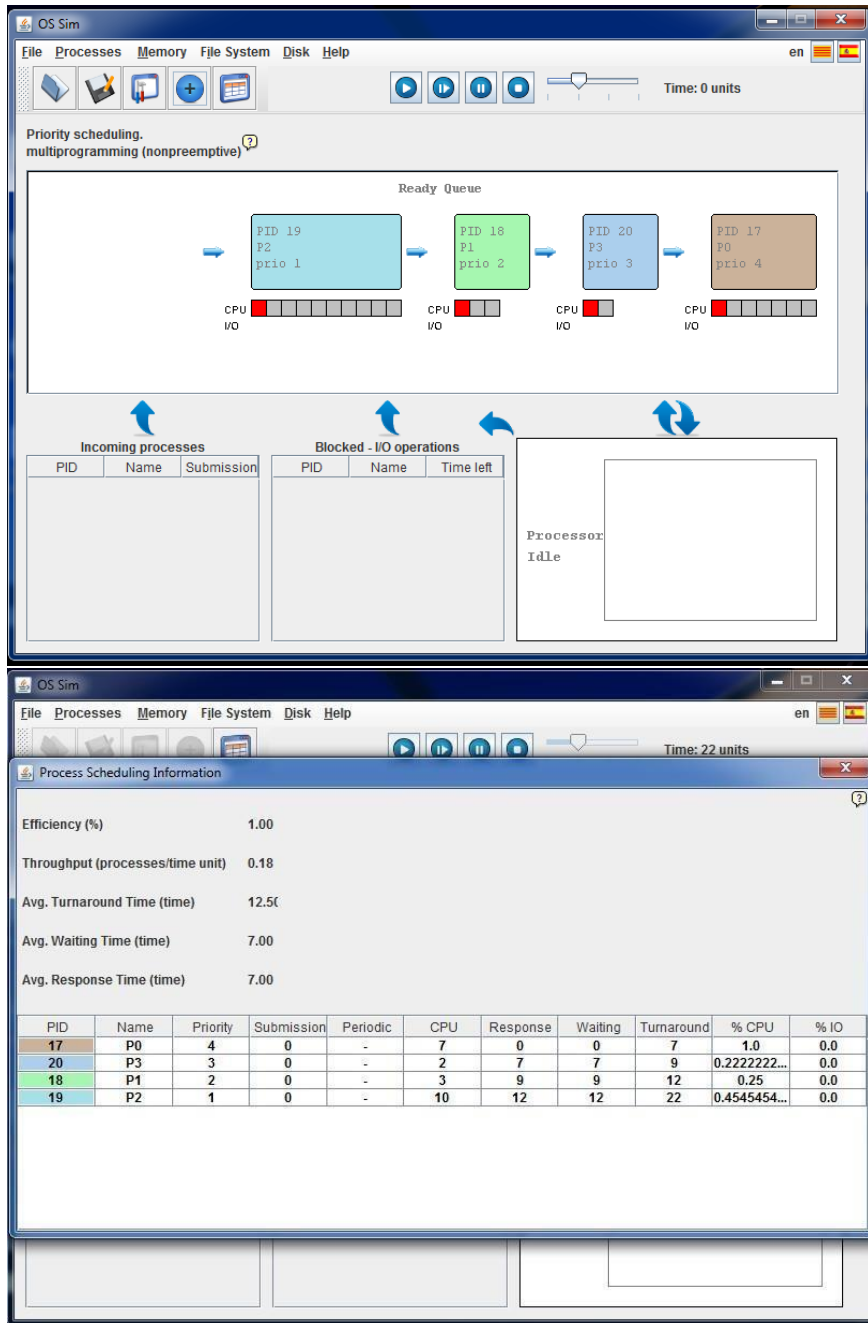 OS Sim
File Processes Memory File System Disk Help en
Time: 0 units
Priority scheduling.
multiprogramming (nonpreemptive) ?
Ready Queue
PID 19 PID 18 PID 20 PID 17
P2 P1 P3 P0
prio 1 prio 2 prio 3 prio 4
CPU CPU CPU CPU
I/O I/O I/O I/O
Incoming processes Blocked - I/O operations
PID Name Submission PID Name Time left
Processor
Idle
OS Sim
File Processes Memory File System Disk Help en
Time: 22 units
Process Scheduling Information
?
Efficiency (%) 1.00
Throughput (processes/time unit) 0.18
Avg. Turnaround Time (time) 12.50
Avg. Waiting Time (time) 7.00
Avg. Response Time (time) 7.00
PID Name Priority Submission Periodic CPU Response Waiting Turnaround % CPU % IO
17 P0 4 0 - 7 0 0 7 1.0 0.0
20 P3 3 0 - 2 7 7 9 0.2222222... 0.0
18 P1 2 0 - 3 9 9 12 0.25 0.0
19 P2 1 0 - 10 12 12 22 0.4545454... 0.0